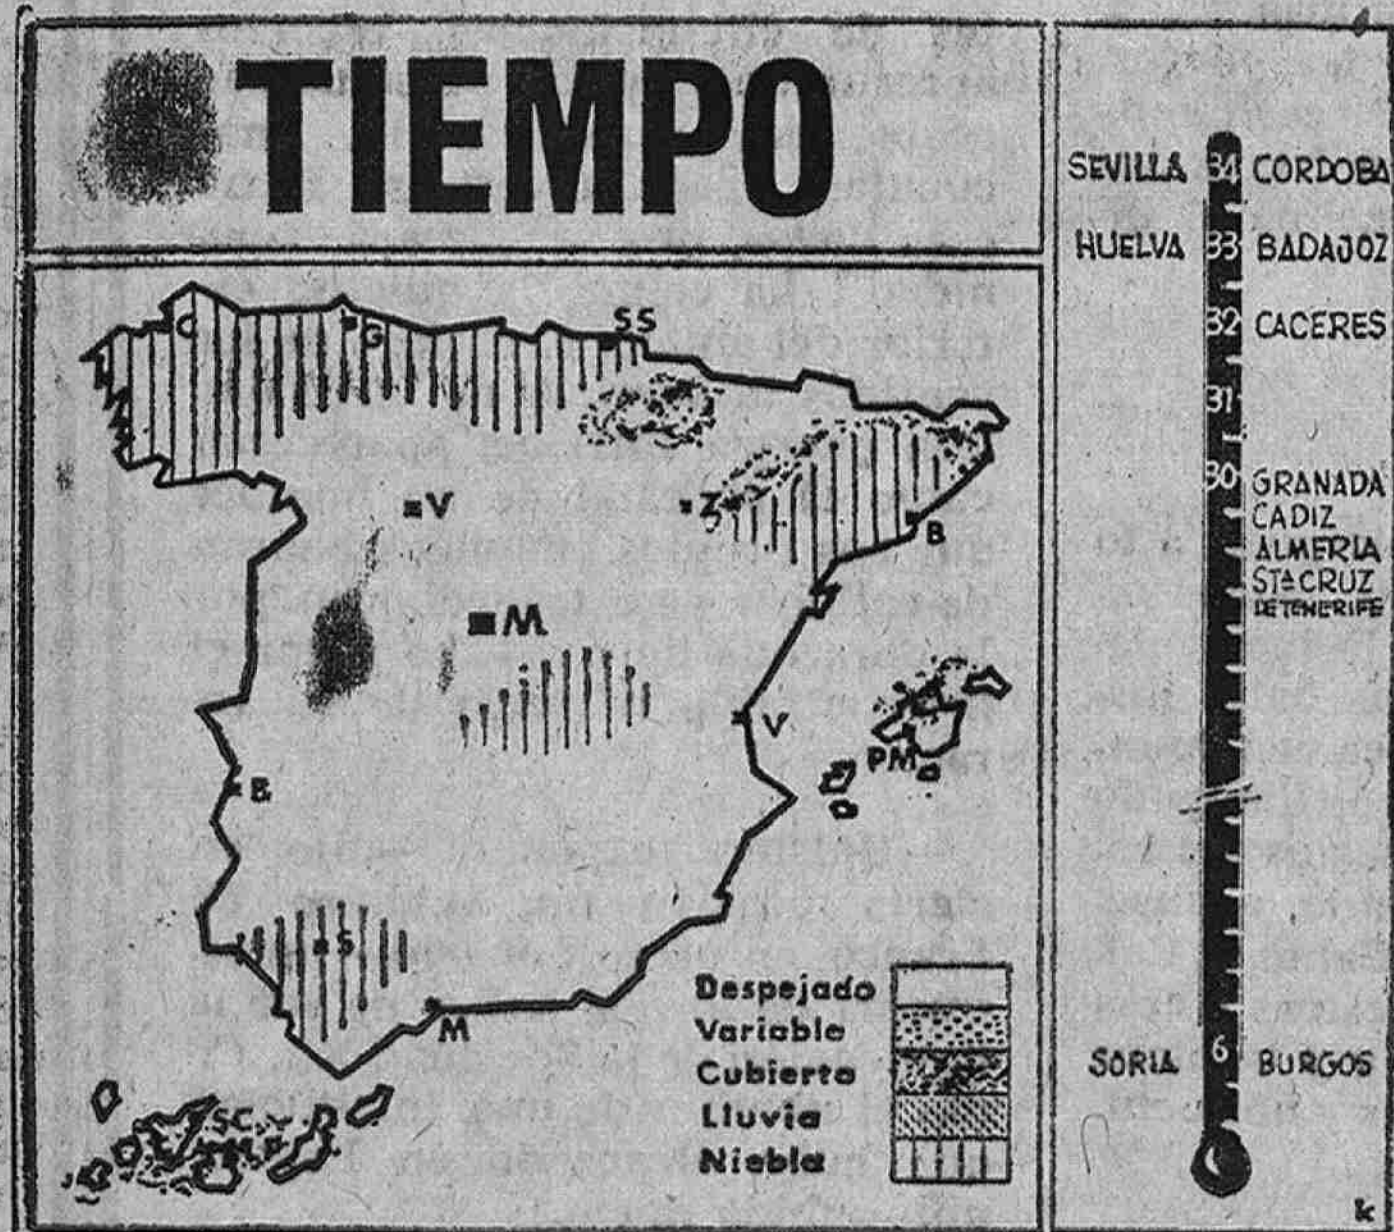 TIEMPO
C
G
SS
V
Z
B
M
V
PM
B
S
M
SC
Despejado
Variable
Cubierto
Lluvia
Niebla
SEVILLA 34 CORDOBA
HUELVA 33 BADAJOZ
32 CACERES
31
30 GRANADA
CADIZ
ALMERIA
STA CRUZ
DE TENERIFE
SORIA 6 BURGOS
k